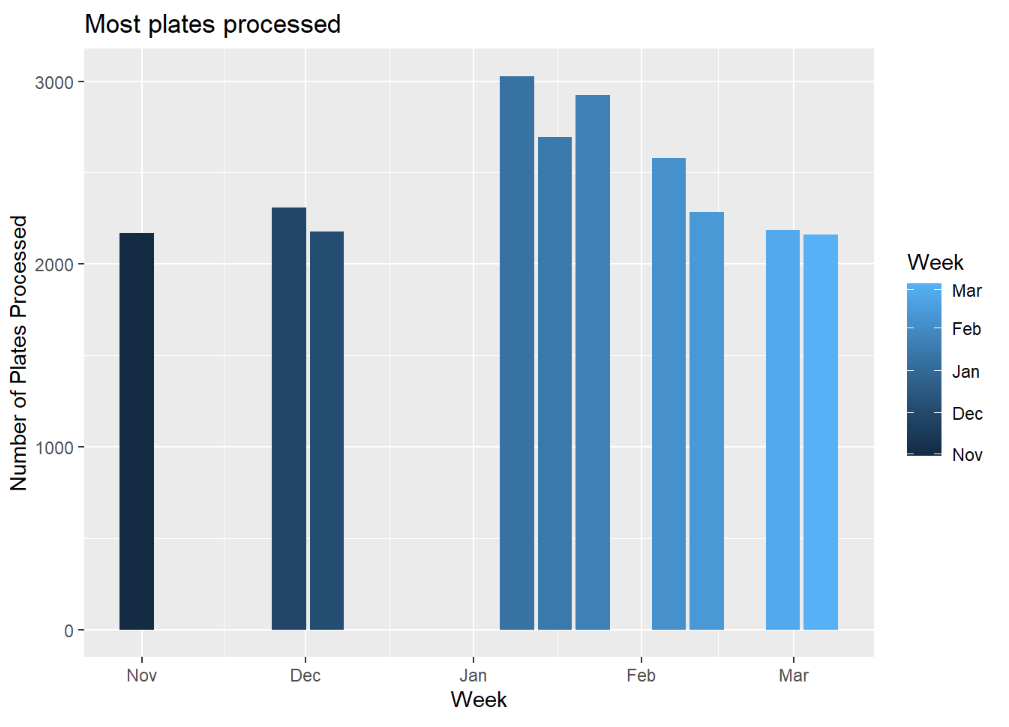 Most plates processed
Number of Plates Processed
3000
2000
1000
0
Nov
Dec
Jan
Feb
Mar
Week
Week
Mar
Feb
Jan
Dec
Nov